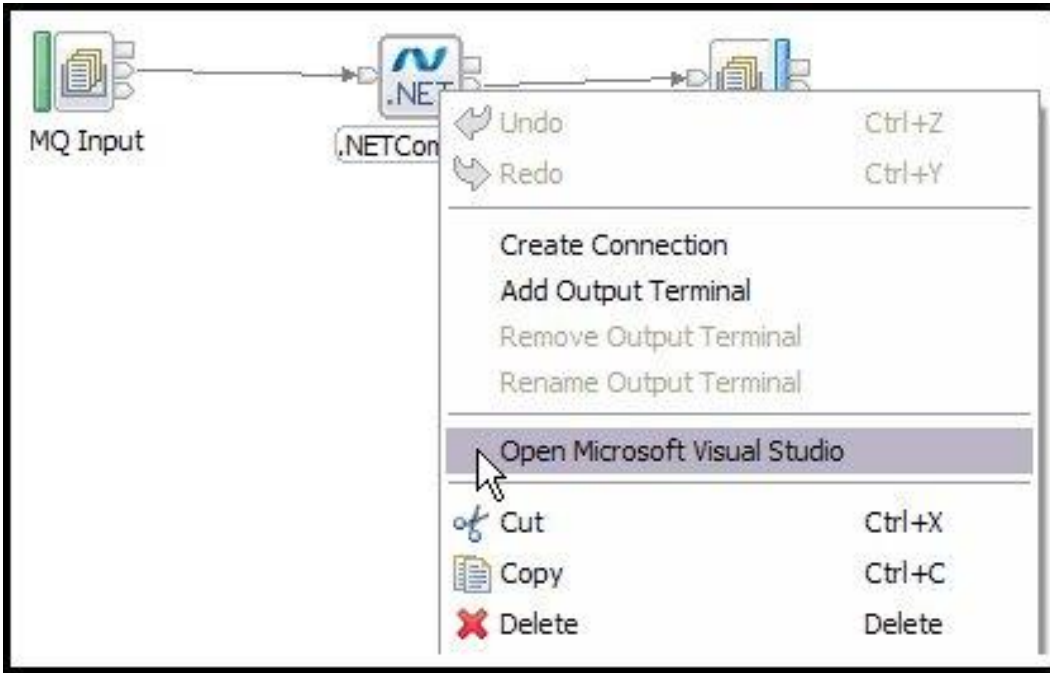 .NET
MQ Input
.NETCom
Undo Ctrl+Z
Redo Ctrl+Y
Create Connection
Add Output Terminal
Remove Output Terminal
Rename Output Terminal
Open Microsoft Visual Studio
Cut Ctrl+X
Copy Ctrl+C
Delete Delete